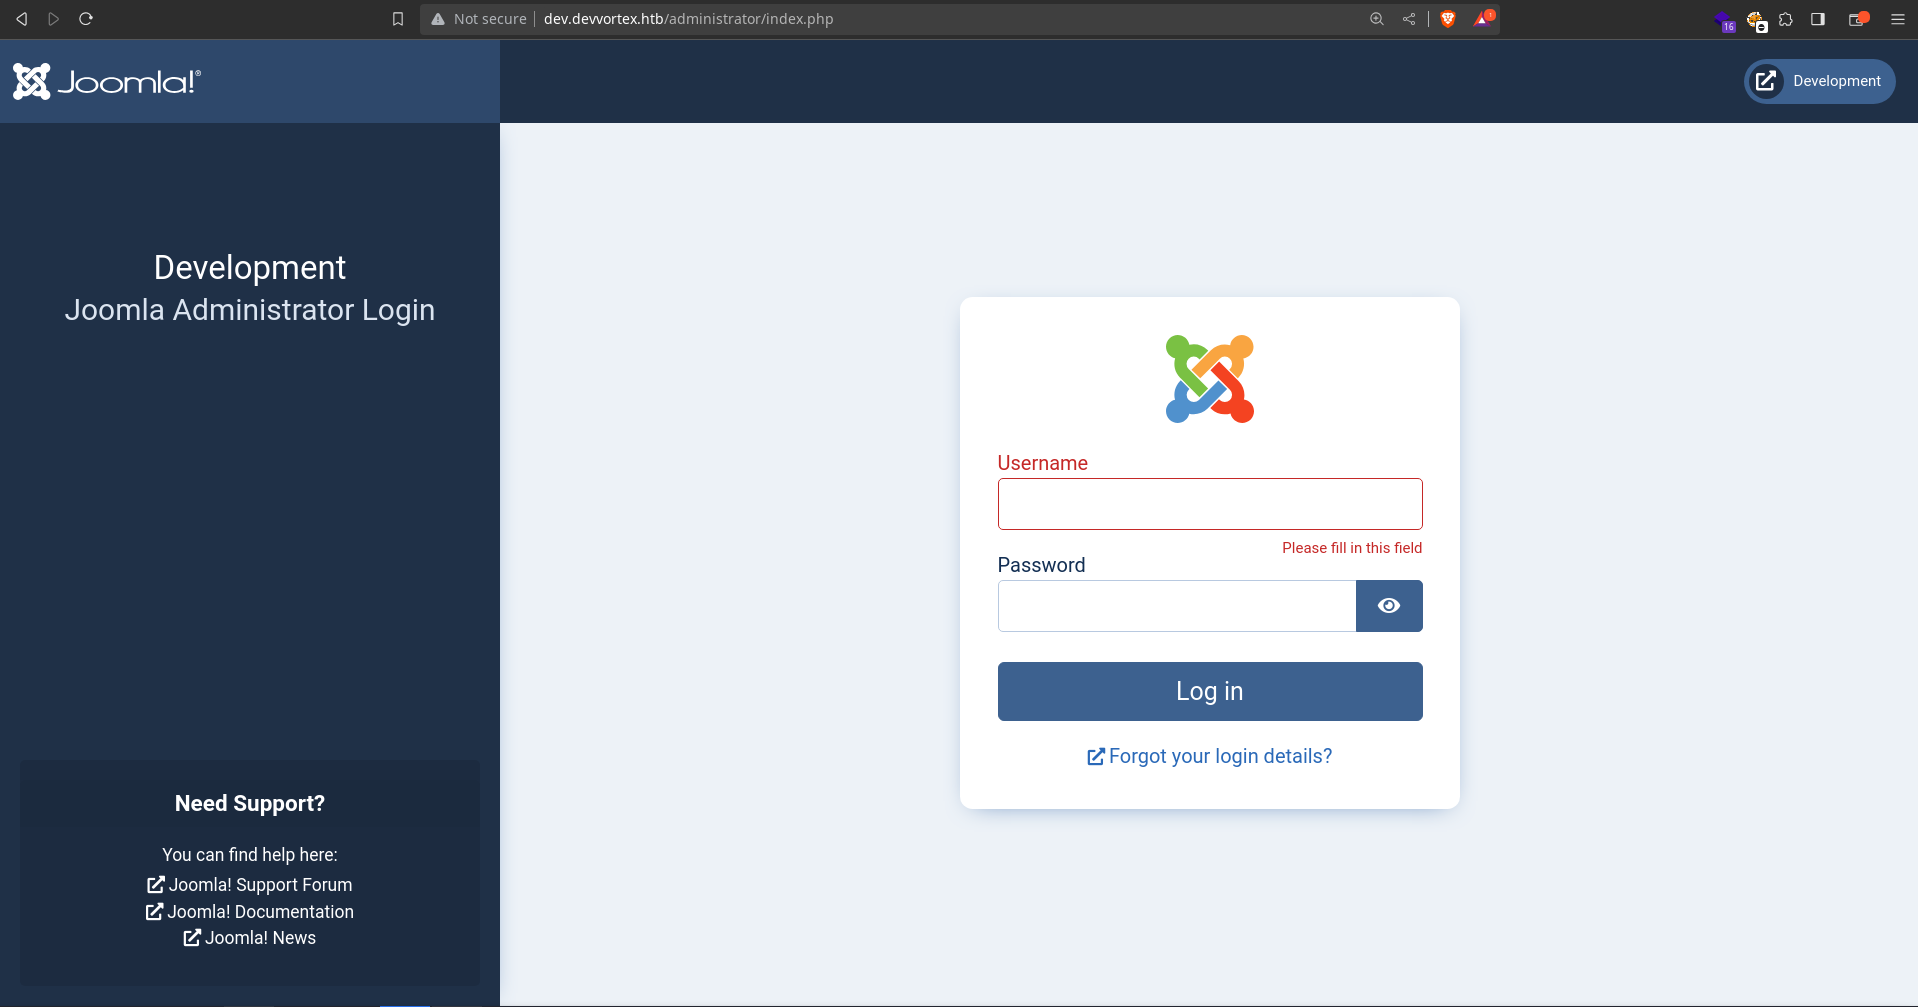 Not secure dev.devvortex.htb/administrator/index.php
16
Joomla!®
Development
Development
Joomla Administrator Login
Username
Please fill in this field
Password
Log in
Forgot your login details?
Need Support?
You can find help here:
Joomla! Support Forum
Joomla! Documentation
Joomla! News